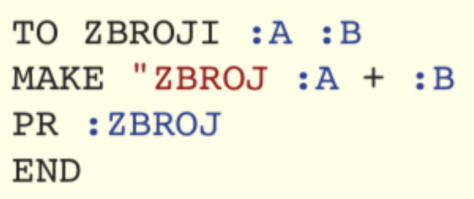 TO ZBROJI :A :B
MAKE "ZBROJ :A + :B
PR :ZBROJ
END